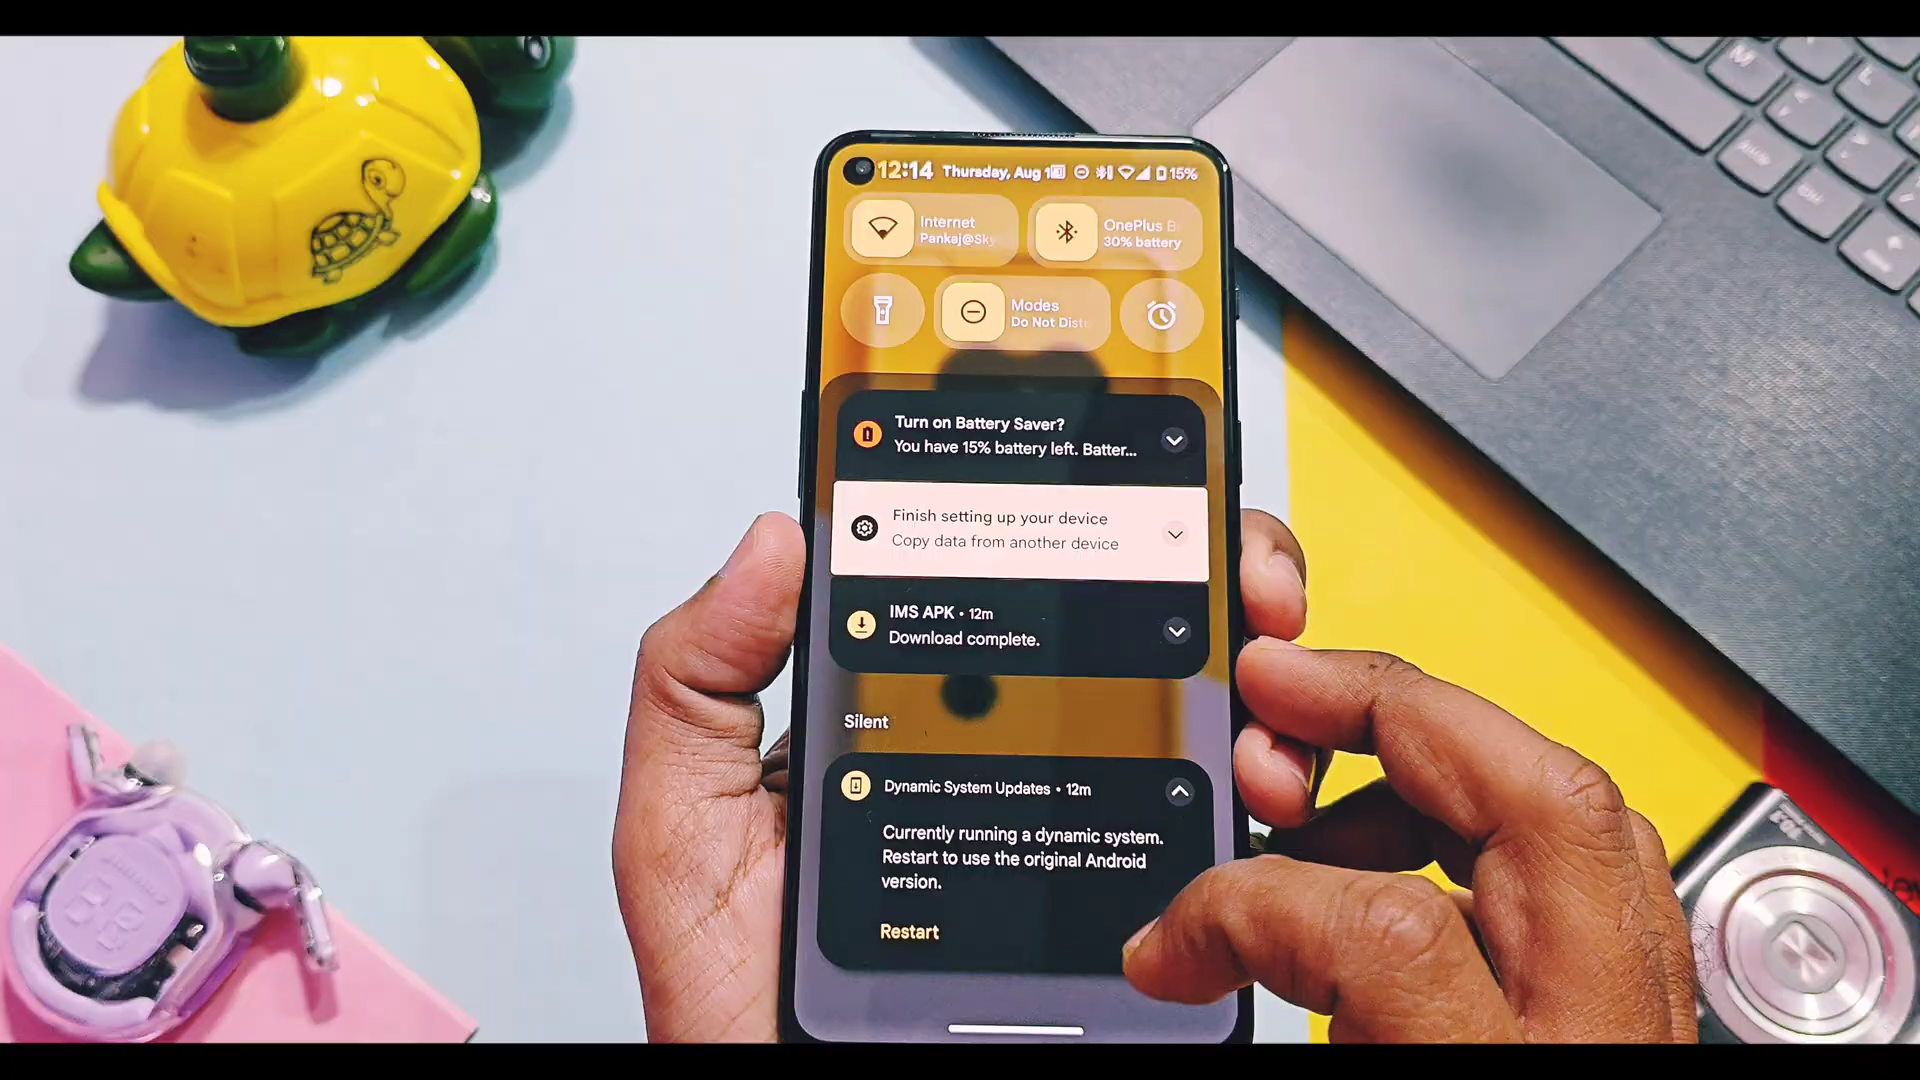 12:14 Thursday, Aug 1 15%
Internet
Pankaj@Sky
OnePlus B
30% battery
Modes
Do Not Dist
Turn on Battery Saver?
You have 15% battery left. Batter...
Finish setting up your device
Copy data from another device
IMS APK • 12m
Download complete.
Silent
Dynamic System Updates • 12m
Currently running a dynamic system.
Restart to use the original Android
version.
Restart